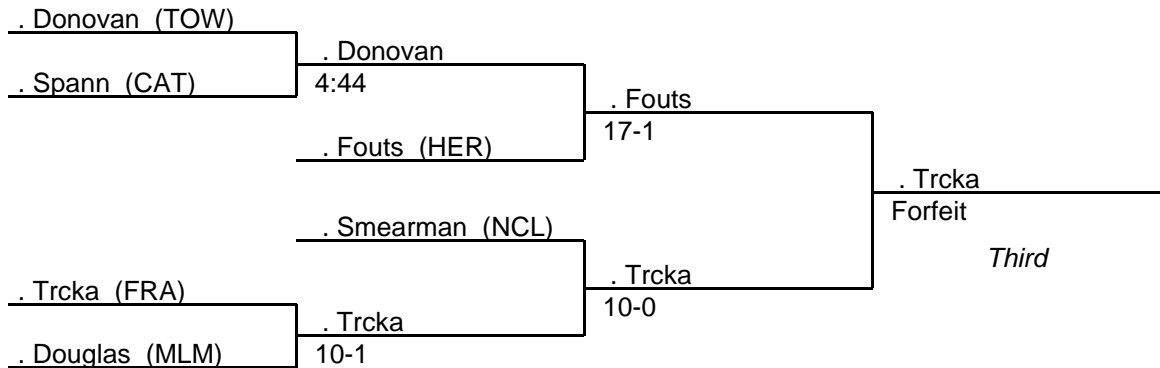 . Donovan (TOW)
. Spann (CAT)
. Donovan
4:44
. Fouts (HER)
. Fouts
17-1
. Smearman (NCL)
. Trcka (FRA)
. Douglas (MLM)
. Trcka
10-1
. Trcka
10-0
. Trcka
Forfeit
Third